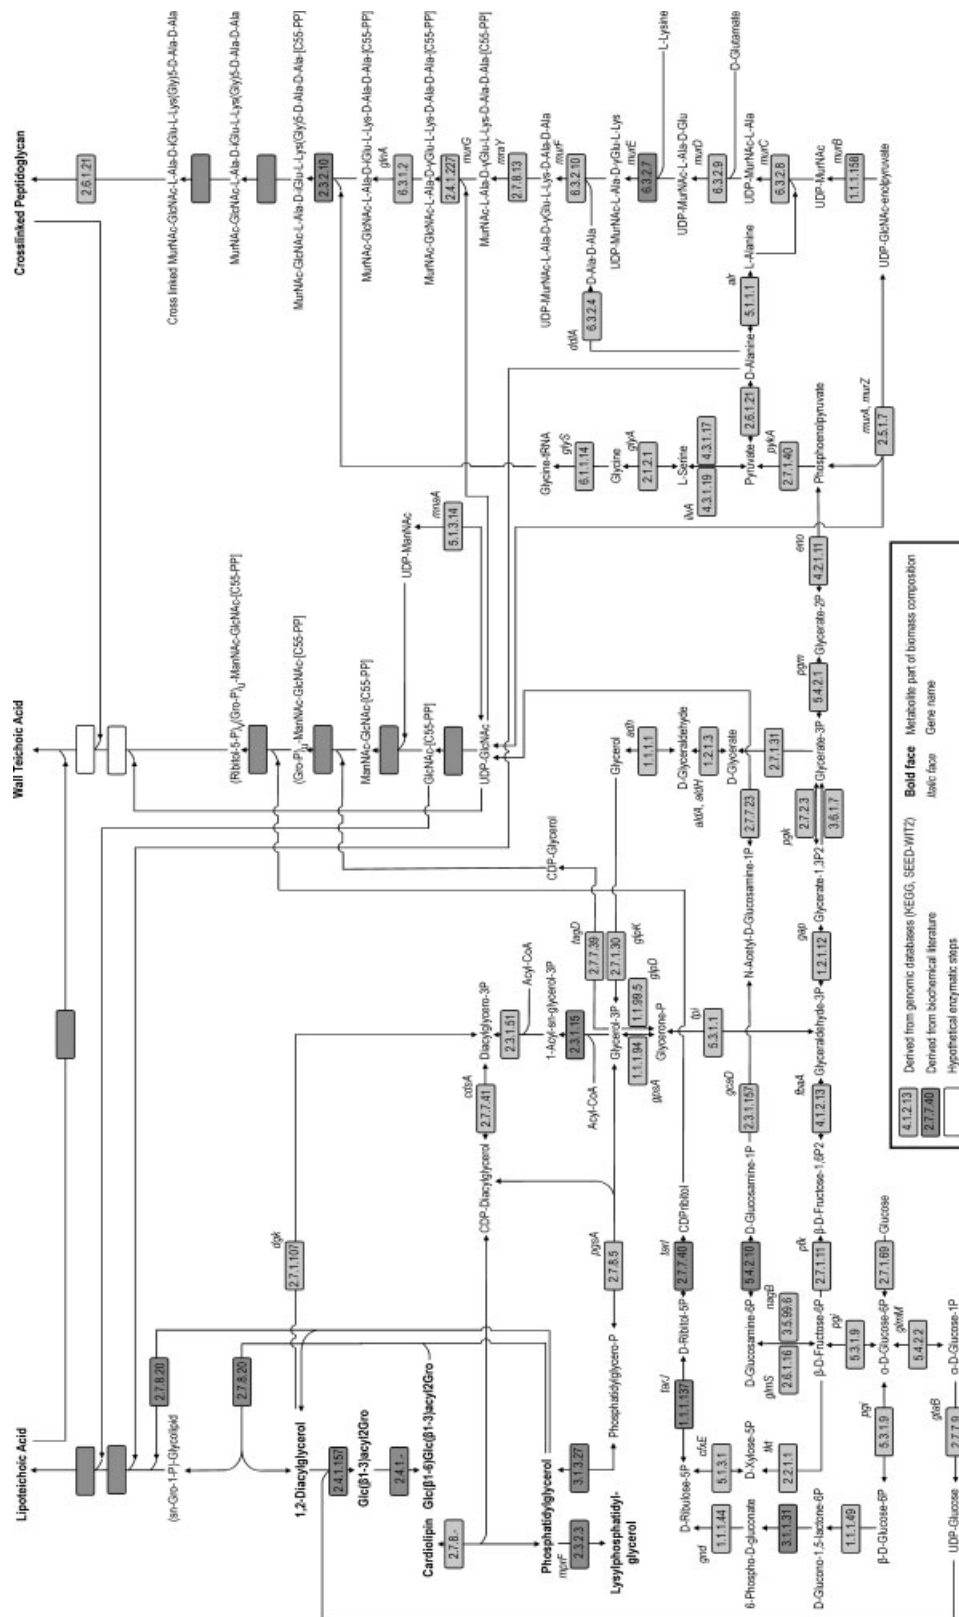 Lipoteichoic Acid
Wall Teichoic Acid
Crosslinked Peptidoglycan
2.6.1.21
Cross linked MurNAc-GlcNAc-L-Ala-D-iGlu-L-Lys(Gly)5-D-Ala-D-Ala
MurNAc-GlcNAc-L-Ala-D-iGlu-L-Lys(Gly)5-D-Ala-D-Ala
2.7.8.20
2.7.8.20
(sn-Gro-1-P)-Glycolipid
dgk
2.7.1.107
(Ribitol-5-P)v(Gro-P)u-ManNAc-GlcNAc-[C55-PP]
MurNAc-GlcNAc-L-Ala-D-iGlu-L-Lys(Gly)5-D-Ala-D-Ala-[C55-PP]
2.3.2.10
1,2-Diacylglycerol
2.4.1.157
(Gro-P)u-ManNAc-GlcNAc-[C55-PP]
MurNAc-GlcNAc-L-Ala-D-iGlu-L-Lys-D-Ala-D-Ala-[C55-PP]
glnA
6.3.1.2
Glc(β1-3)acyl2Gro
2.4.1.-
ManNAc-GlcNAc-[C55-PP]
MurNAc-GlcNAc-L-Ala-D-γGlu-L-Lys-D-Ala-D-Ala-[C55-PP]
murG
2.4.1.227
Cardiolipin
Glc(β1-6)Glc(β1-3)acyl2Gro
GlcNAc-[C55-PP]
UDP-ManNAc
mnaA
5.1.3.14
2.7.8.-
CDP-Diacylglycerol
cdsA
2.7.7.41
Diacylglycero-3P
UDP-GlcNAc
MurNAc-L-Ala-D-γGlu-L-Lys-D-Ala-D-Ala-[C55-PP]
mraY
2.7.8.13
2.3.1.51
Acyl-CoA
Phosphatidylglycerol
1-Acyl-sn-glycerol-3P
CDP-Glycerol
Glycine-tRNA
UDP-MurNAc-L-Ala-D-γGlu-L-Lys-D-Ala-D-Ala
murF
6.3.2.10
mprF
2.3.2.3
3.1.3.27
2.3.1.15
Acyl-CoA
tagD
2.7.7.39
glyS
6.1.1.14
ddlA
6.3.2.4
D-Ala-D-Ala
Lysylphosphatidyl-
glycerol
Phosphatidylglycero-P
pgsA
2.7.8.5
Glycerol-3P
2.7.1.30
glpK
Glycerol
Glycine
UDP-MurNAc-L-Ala-D-γGlu-L-Lys
gpsA
1.1.1.94
1.1.99.5
glpD
adh
1.1.1.1
glyA
2.1.2.1
murE
6.3.2.7
L-Lysine
Glycerone-P
D-Glyceraldehyde
L-Serine
UDP-MurNAc-L-Ala-D-Glu
D-Ribulose-5P
tarJ
1.1.1.137
D-Ribitol-5P
tarI
2.7.7.40
CDPribitol
aldA, aldH
1.2.1.3
ilvA
4.3.1.19
4.3.1.17
murD
6.3.2.9
D-Glutamate
gnd
1.1.1.44
5.3.1.1
tpi
5.3.1.1
D-Glycerate
Pyruvate
2.6.1.21
D-Alanine
alr
5.1.1.1
L-Alanine
UDP-MurNAc-L-Ala
6-Phospho-D-gluconate
D-Xylose-5P
D-Glucosamine-6P
5.4.2.10
D-Glucosamine-1P
gcaD
2.3.1.157
N-Acetyl-D-Glucosamine-1P
2.7.7.23
2.7.1.31
pykA
2.7.1.40
murC
6.3.2.8
3.1.1.31
tkt
2.2.1.1
glmS
2.6.1.16
3.5.99.6
nagB
UDP-MurNAc
D-Glucono-1,5-lactone-6P
β-D-Fructose-6P
pfk
2.7.1.11
β-D-Fructose-1,6P2
fbaA
4.1.2.13
Glyceraldehyde-3P
gap
1.2.1.12
Glycerate-1,3P2
pgk
2.7.2.3
3.6.1.7
Glycerate-3P
pgm
5.4.2.1
Glycerate-2P
eno
4.2.1.11
Phosphoenolpyruvate
murB
1.1.1.158
1.1.1.49
pgi
5.3.1.9
murA, murZ
2.5.1.7
UDP-GlcNAc-enolpyruvate
β-D-Glucose-6P
pgi
5.3.1.9
α-D-Glucose-6P
2.7.1.69
Glucose
glmM
5.4.2.2
UDP-Glucose
gtaB
2.7.7.9
α-D-Glucose-1P
4.1.2.13
Derived from genomic databases (KEGG, SEED-WIT2)
Bold face
Metabolite part of biomass composition
2.7.7.40
Derived from biochemical literature
Italic face
Gene name
Hypothetical enzymatic steps